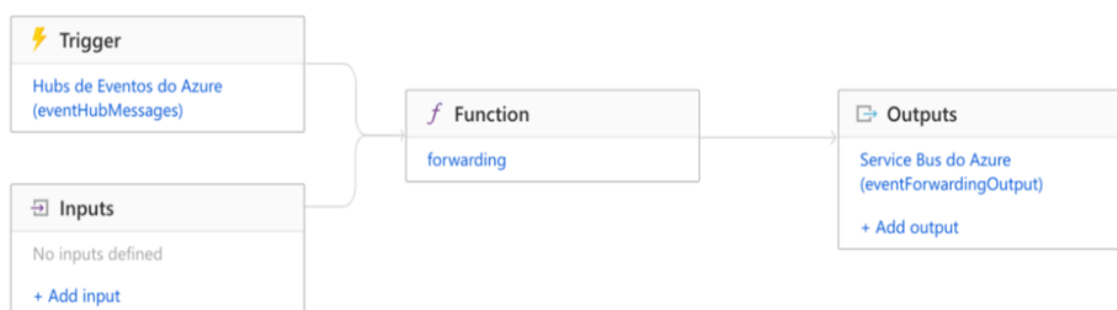 Trigger
Hubs de Eventos do Azure
(eventHubMessages)
Inputs
No inputs defined
+ Add input
f Function
forwarding
Outputs
Service Bus do Azure
(eventForwardingOutput)
+ Add output